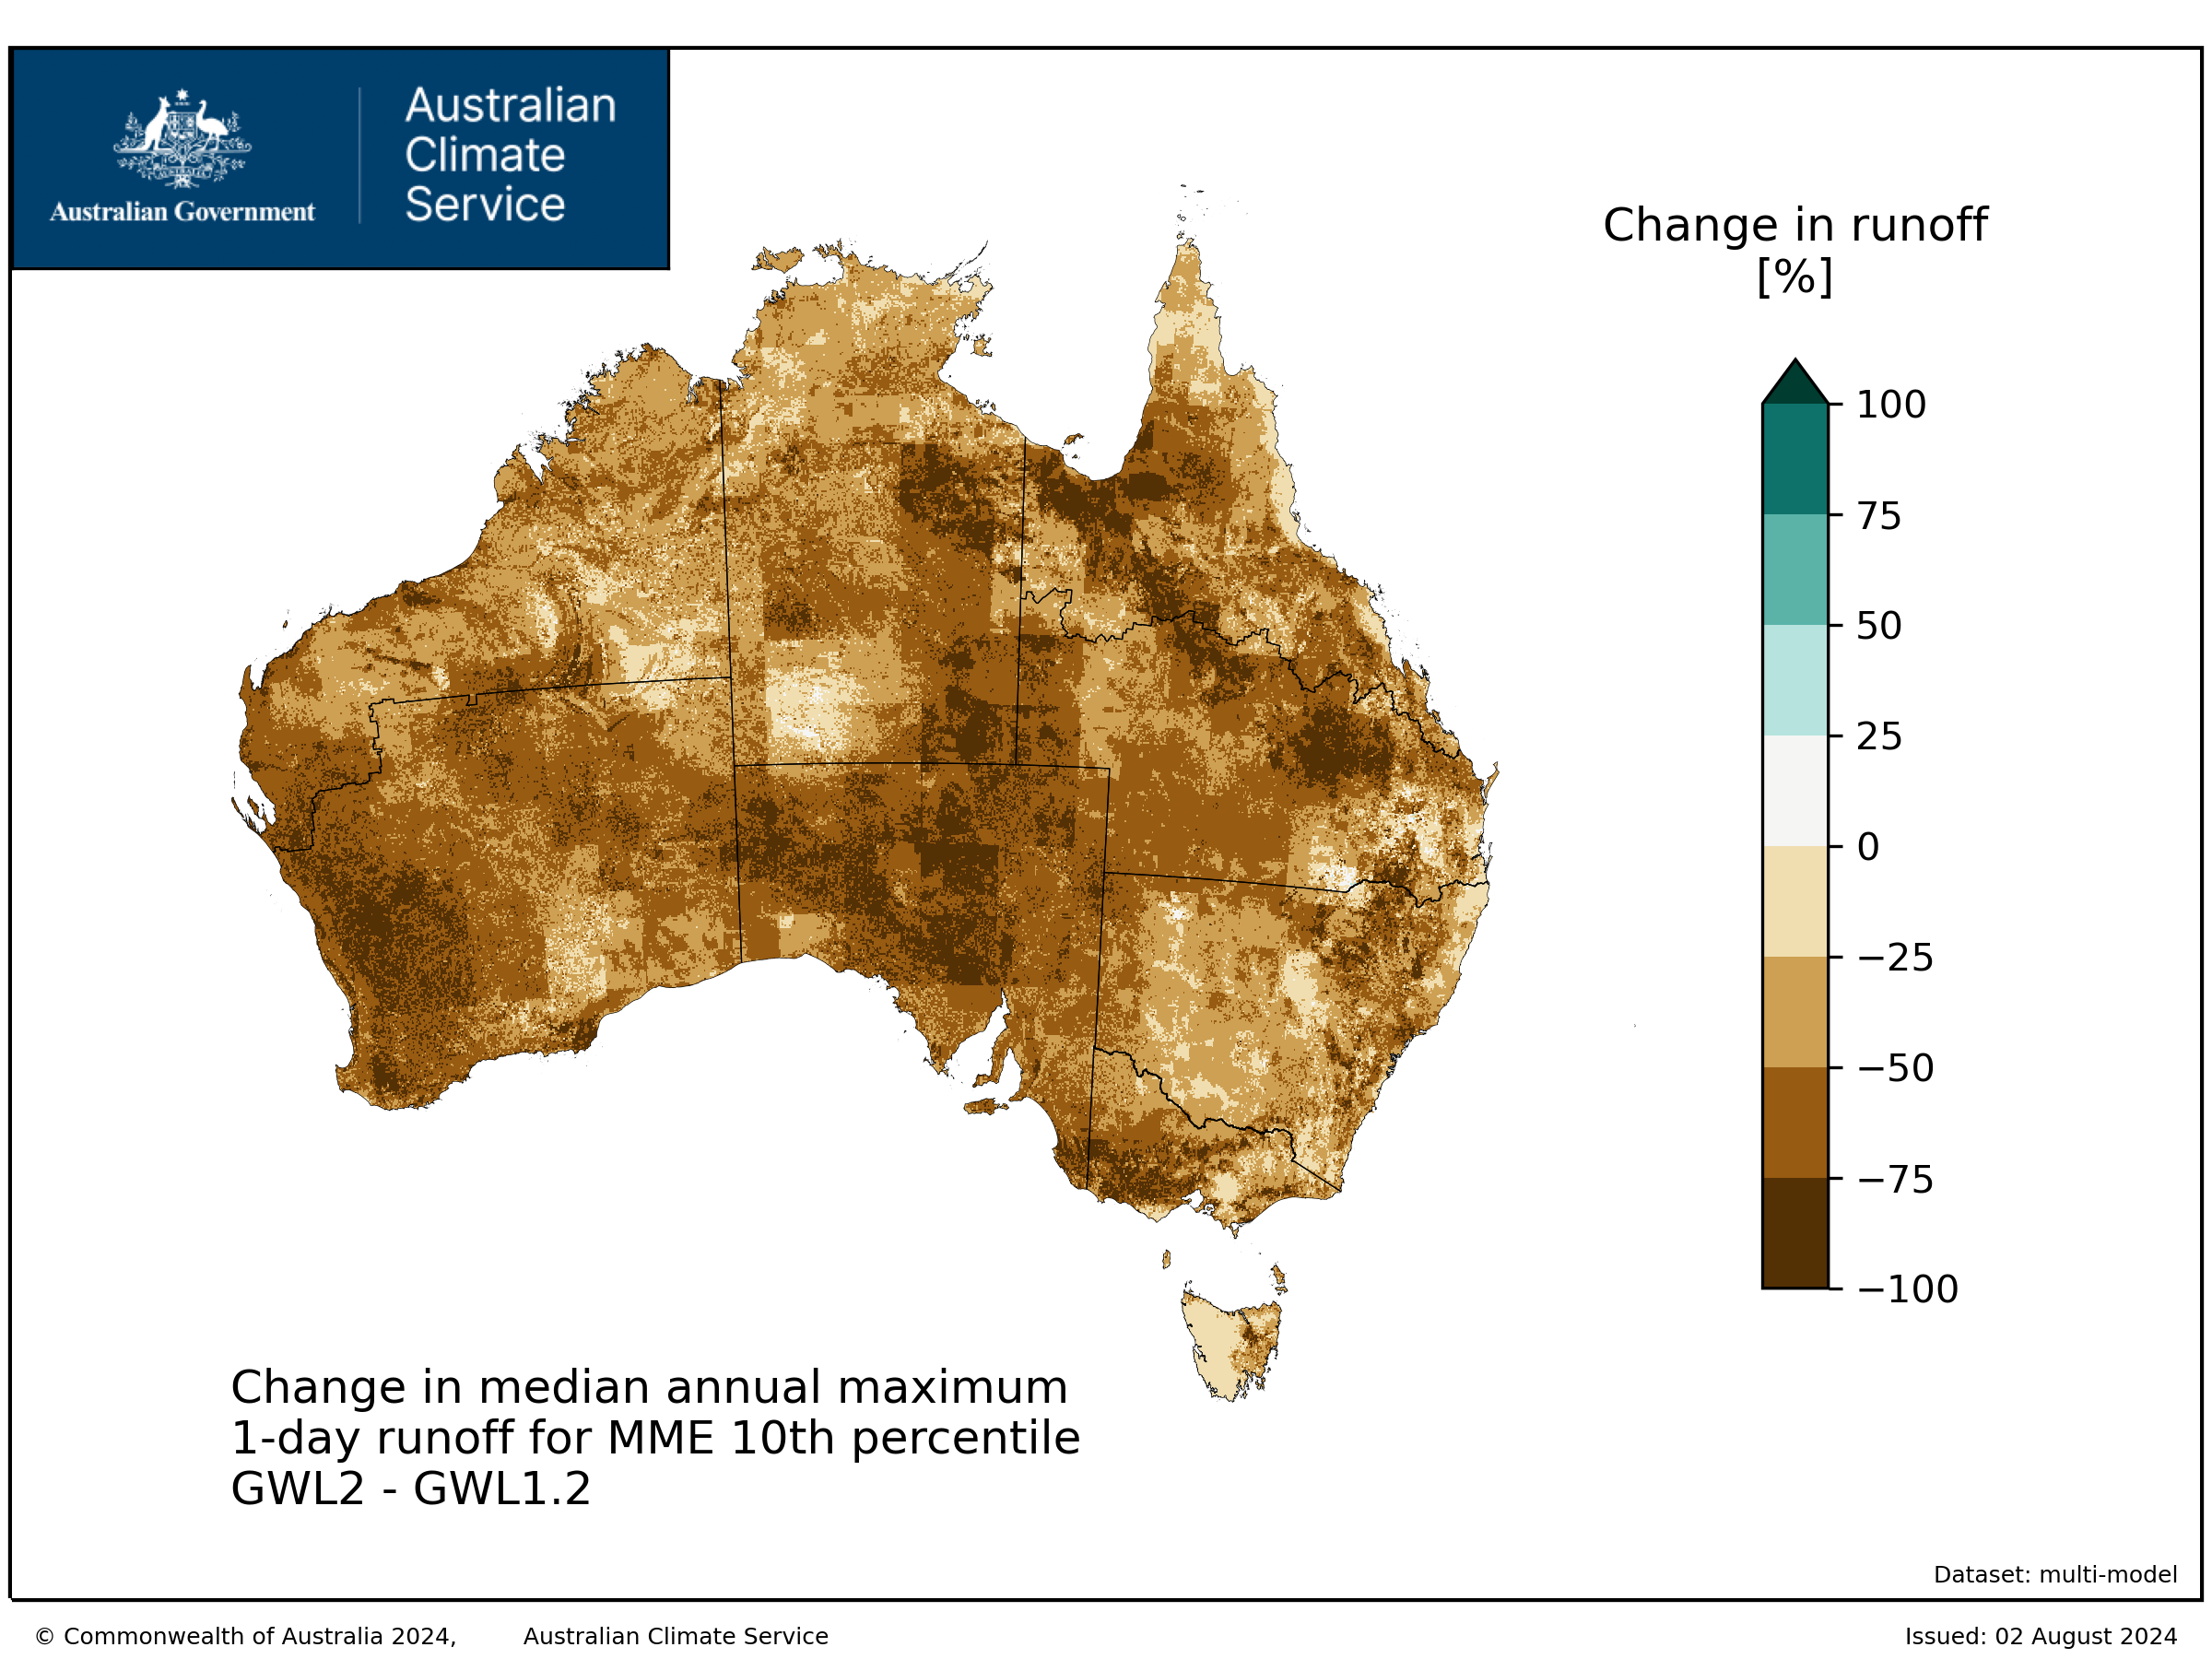 Australian Government
Australian
Climate
Service
Change in runoff
[%]
100
75
50
25
0
−25
−50
−75
−100
Change in median annual maximum
1-day runoff for MME 10th percentile
GWL2 - GWL1.2
Dataset: multi-model
© Commonwealth of Australia 2024, Australian Climate Service
Issued: 02 August 2024